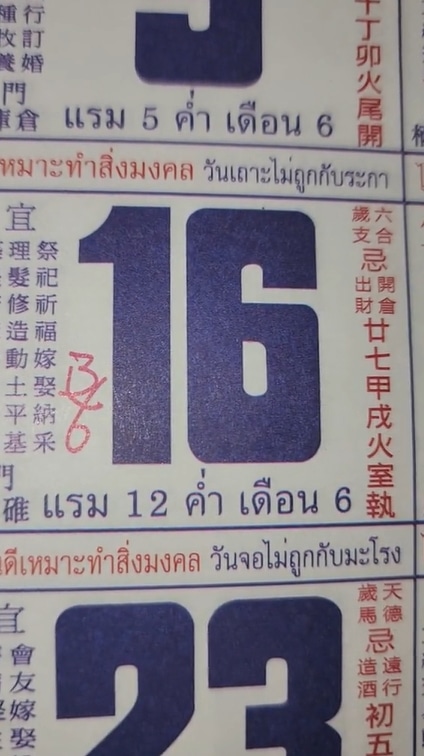 種行
牧訂
養婚
門
庫倉
9
丁卯火尾開
แรม 5 ค่ำ เดือน 6
เหมาะทำสิ่งมงคล วันเถาะไม่ถูกกับระกา
宜
理祭
髮祀
修祈
造福
動嫁
土娶
平納
基采
門
碓
16
B/6
歲六
支合
忌
出開
財倉
廿七甲戌火室執
แรม 12 ค่ำ เดือน 6
ดีเหมาะทำสิ่งมงคล วันจอไม่ถูกกับมะโรง
宜
會
友
嫁
娶
23
歲天
馬德
忌
造遠
酒行
初五